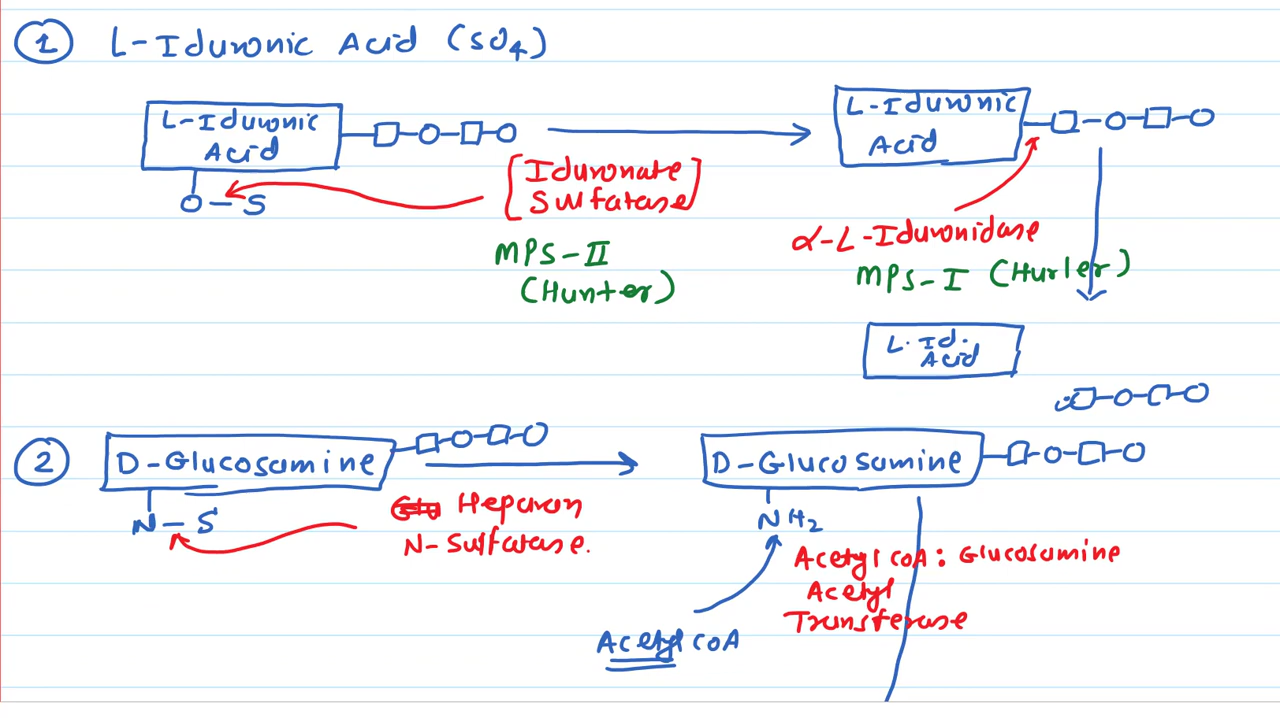 1 L-Iduronic Acid (SO4)
L-Iduronic
Acid
O-S
[Iduronate
Sulfatase]
MPS-II
(Hunter)
L-Iduronic
Acid
α-L-Iduronidase
MPS-I (Hurler)
L. Id.
Acid
2 D-Glucosamine
N-S
Heparan
N-Sulfatase.
D-Glucosamine
NH2
Acetyl coA: Glucosamine
Acetyl
Transferase
Acetyl coA